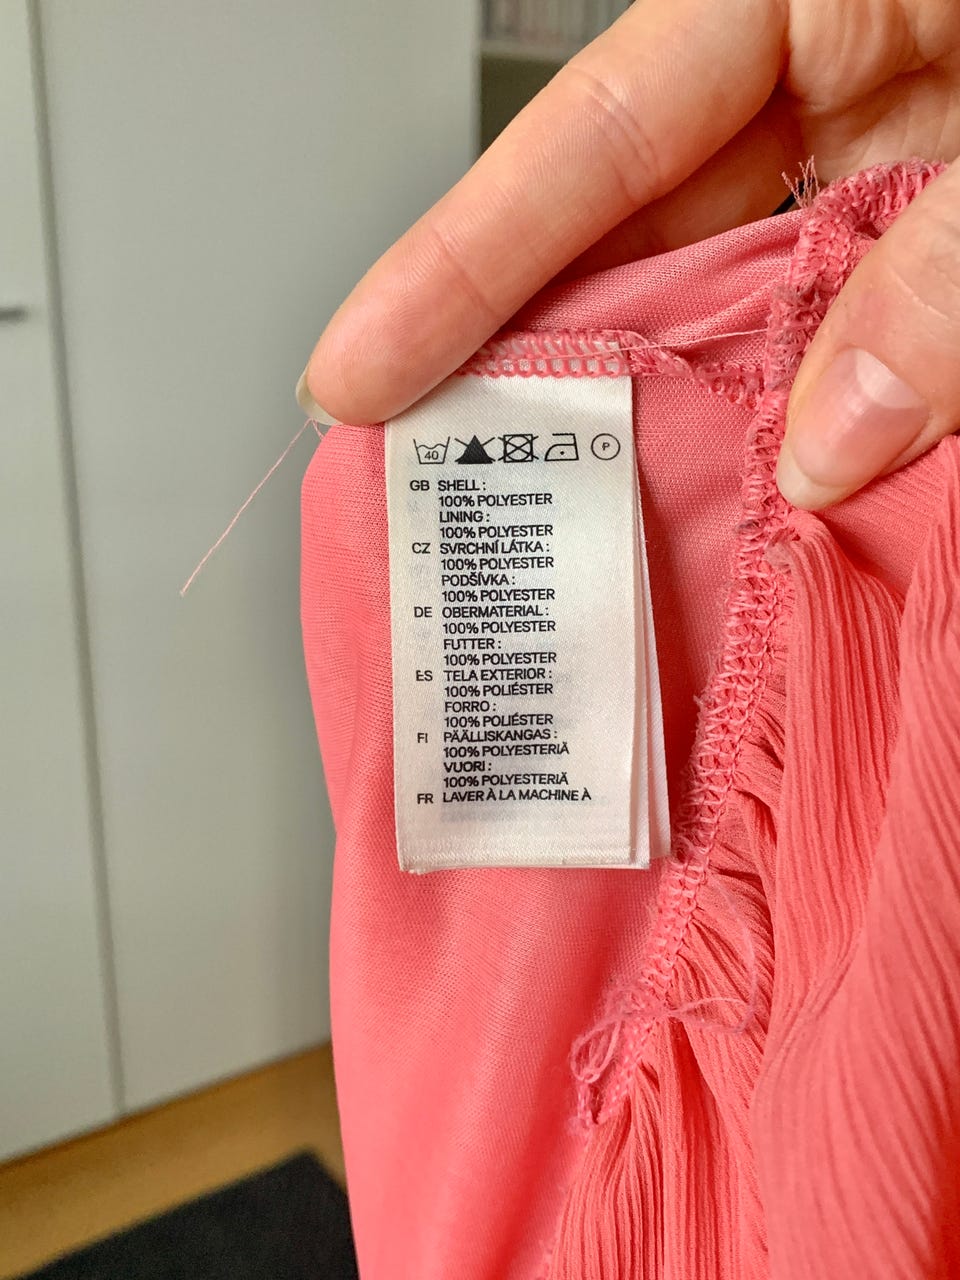 40 P
GB SHELL :
100% POLYESTER
LINING :
100% POLYESTER
CZ SVRCHNÍ LÁTKA :
100% POLYESTER
PODŠÍVKA :
100% POLYESTER
DE OBERMATERIAL :
100% POLYESTER
FUTTER :
100% POLYESTER
ES TELA EXTERIOR :
100% POLIÉSTER
FORRO :
100% POLIÉSTER
FI PÄÄLLISKANGAS :
100% POLYESTERIÄ
VUORI :
100% POLYESTERIÄ
FR LAVER À LA MACHINE À